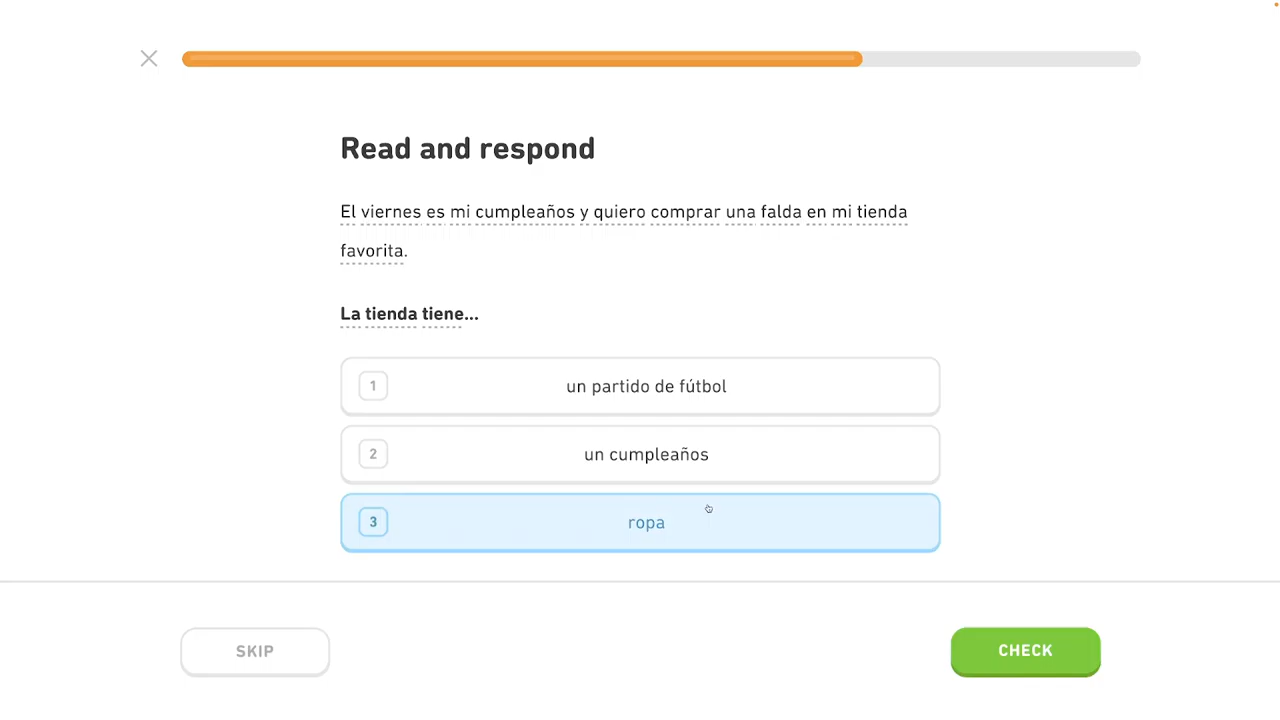 Read and respond
El viernes es mi cumpleaños y quiero comprar una falda en mi tienda
favorita.
La tienda tiene...
1 un partido de fútbol
2 un cumpleaños
3 ropa
SKIP
CHECK